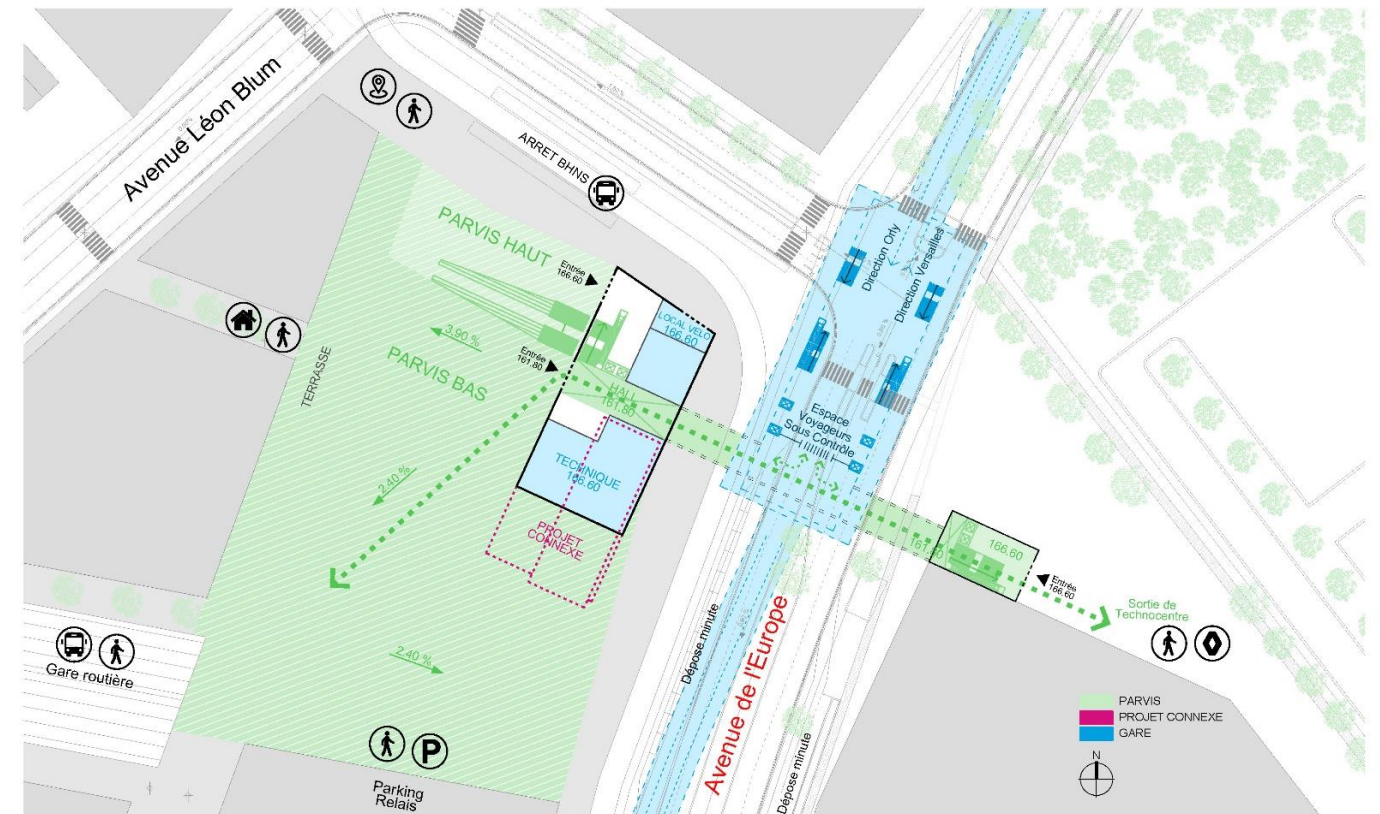 Avenue Léon Blum
ARRET BHNS
PARVIS HAUT
Entrée
166.60
LOCAL VELO
166.60
Direction Orly
Direction Versailles
3.90 %
Entrée
161.80
PARVIS BAS
TERRASSE
HALL
161.80
Espace
Voyageurs
Sous Contrôle
TECHNIQUE
166.60
2.40 %
PROJET
CONNEXE
161.80
166.60
Entrée
166.60
Sortie de
Technocentre
Gare routière
2.40 %
Dépose minute
Avenue de l'Europe
Dépose minute
P
Parking
Relais
PARVIS
PROJET CONNEXE
GARE
N